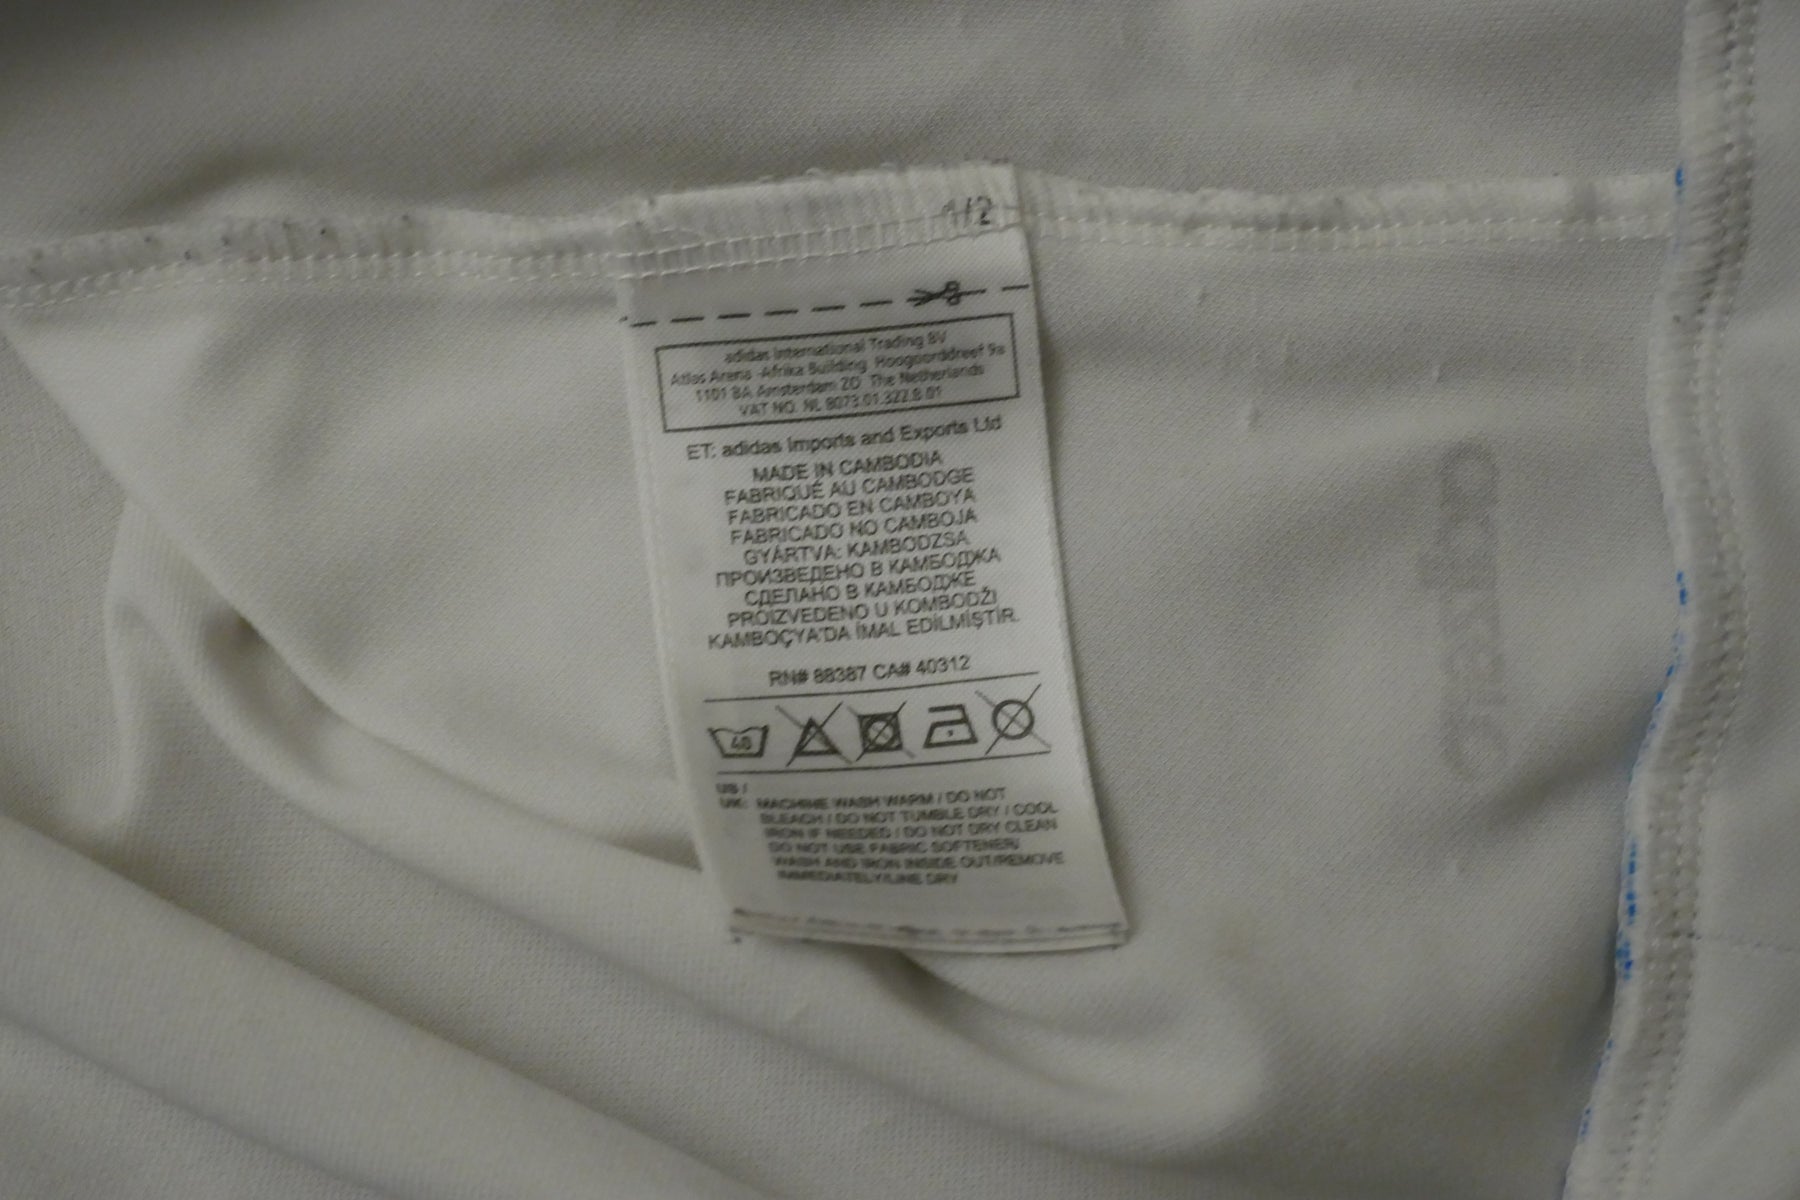 1/2
adidas International Trading BV
Atlas Arena -Afrika Building Hoogoorddreef 9a
1101 BA Amsterdam ZO The Netherlands
VAT NO. NL 8073.01.322.B.01
ET: adidas Imports and Exports Ltd
MADE IN CAMBODIA
FABRIQUÉ AU CAMBODGE
FABRICADO EN CAMBOYA
FABRICADO NO CAMBOJA
GYÁRTVA: KAMBODZSA
ПРОИЗВЕДЕНО В КАМБОДЖА
СДЕЛАНО В КАМБОДЖЕ
PROIZVEDENO U KOMBODŽI
KAMBOÇYA'DA İMAL EDİLMİŞTİR.
RN# 88387 CA# 40312
40
US /
UK: MACHINE WASH WARM / DO NOT
BLEACH / DO NOT TUMBLE DRY / COOL
IRON IF NEEDED / DO NOT DRY CLEAN
DO NOT USE FABRIC SOFTENER/
WASH AND IRON INSIDE OUT/REMOVE
IMMEDIATELY/LINE DRY